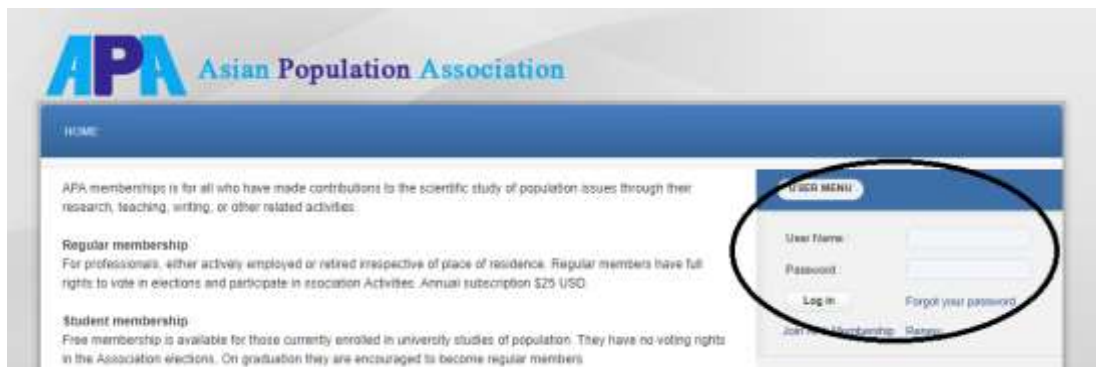 APA Asian Population Association
HOME
APA memberships is for all who have made contributions to the scientific study of population issues through their
research, teaching, writing, or other related activities.
Regular membership
For professionals, either actively employed or retired irrespective of place of residence. Regular members have full
rights to vote in elections and participate in ssociation Activities. Annual subscription $25 USD.
Student membership
Free membership is available for those currently enrolled in university studies of population. They have no voting rights
in the Association elections. On graduation they are encouraged to become regular members
USER MENU
User Name
Password
Log in Forgot your password
Join Membership Renew